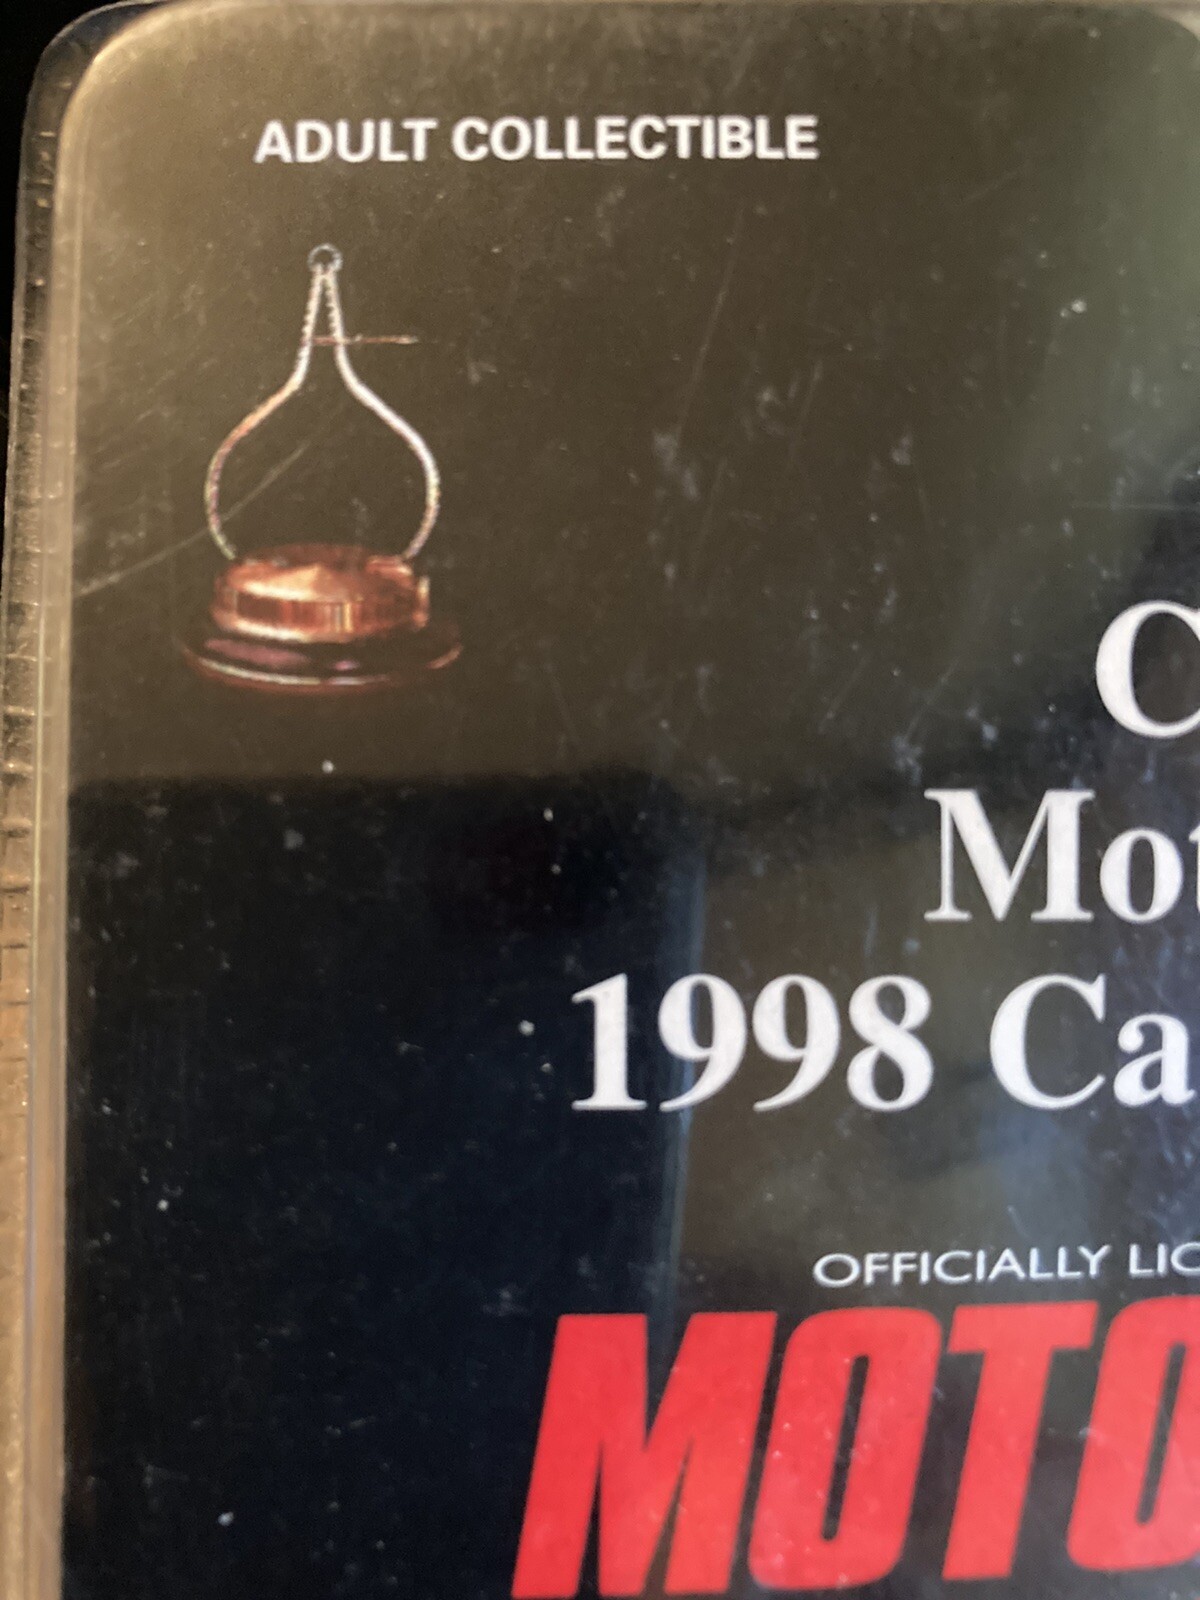 ADULT COLLECTIBLE
C
Mot
1998 Ca
OFFICIALLY LIC
MOTO